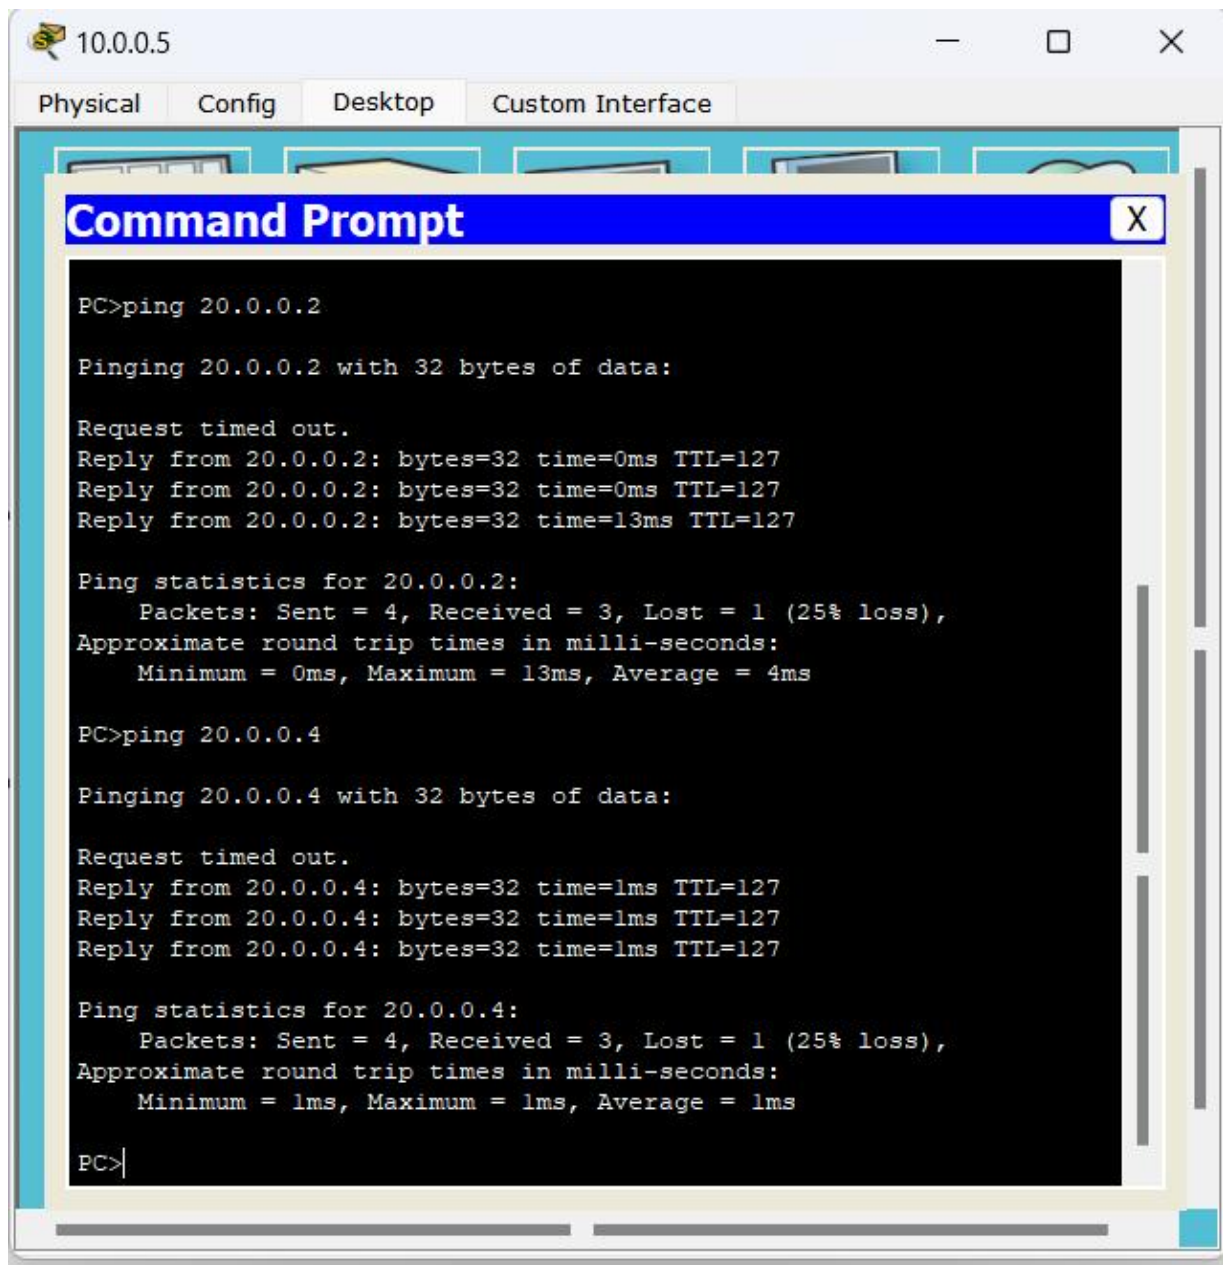 10.0.0.5
Physical Config Desktop Custom Interface
Command Prompt X
PC>ping 20.0.0.2
Pinging 20.0.0.2 with 32 bytes of data:
Request timed out.
Reply from 20.0.0.2: bytes=32 time=0ms TTL=127
Reply from 20.0.0.2: bytes=32 time=0ms TTL=127
Reply from 20.0.0.2: bytes=32 time=13ms TTL=127
Ping statistics for 20.0.0.2:
Packets: Sent = 4, Received = 3, Lost = 1 (25% loss),
Approximate round trip times in milli-seconds:
Minimum = 0ms, Maximum = 13ms, Average = 4ms
PC>ping 20.0.0.4
Pinging 20.0.0.4 with 32 bytes of data:
Request timed out.
Reply from 20.0.0.4: bytes=32 time=1ms TTL=127
Reply from 20.0.0.4: bytes=32 time=1ms TTL=127
Reply from 20.0.0.4: bytes=32 time=1ms TTL=127
Ping statistics for 20.0.0.4:
Packets: Sent = 4, Received = 3, Lost = 1 (25% loss),
Approximate round trip times in milli-seconds:
Minimum = 1ms, Maximum = 1ms, Average = 1ms
PC>